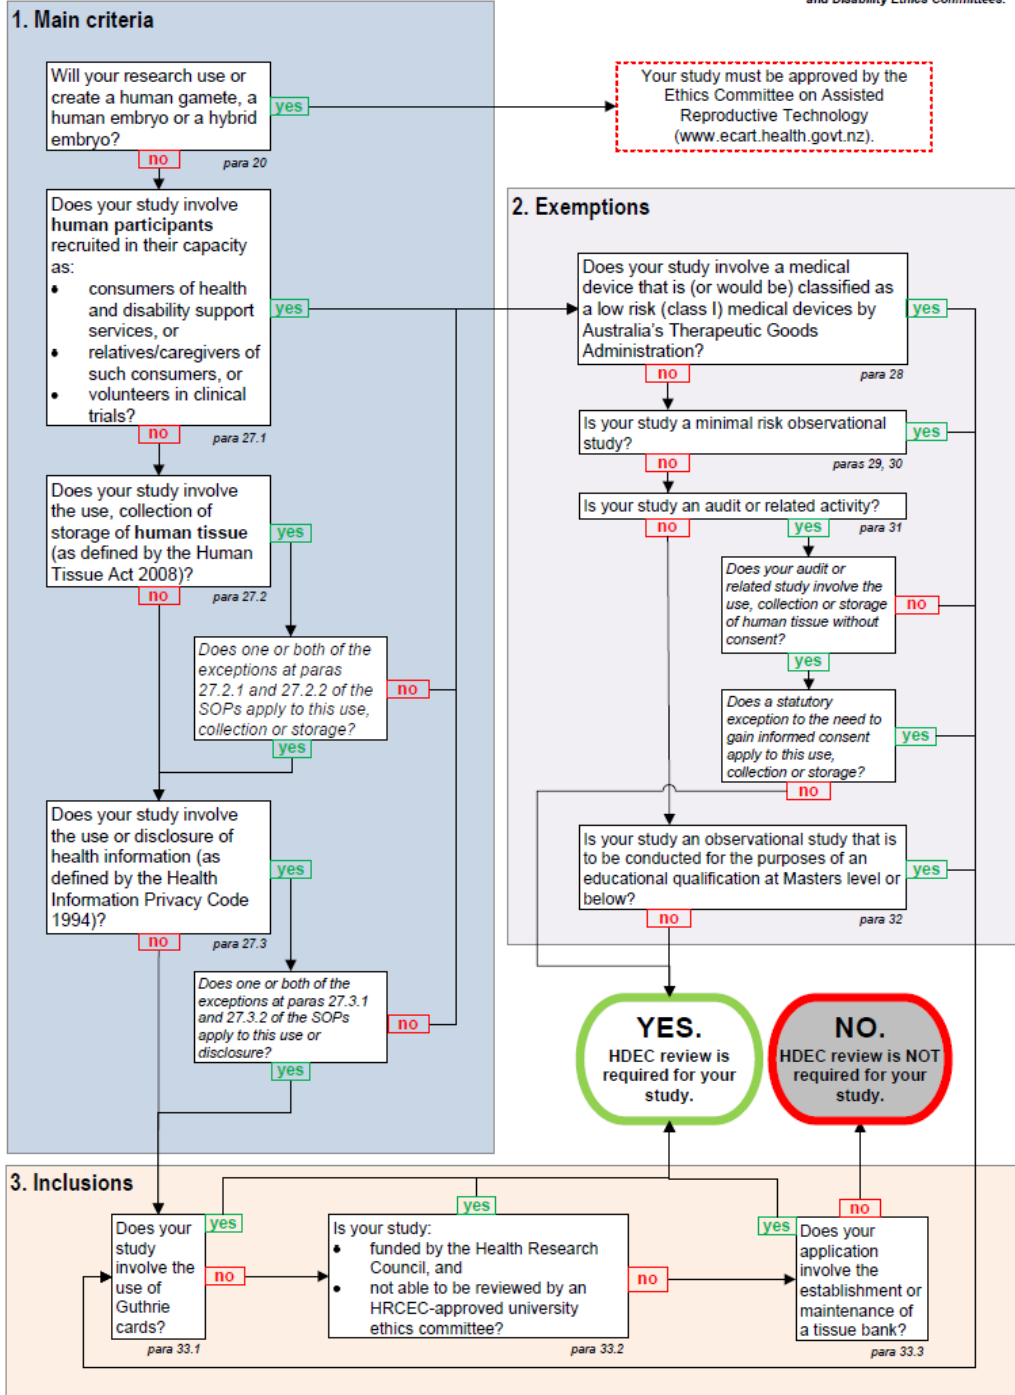 and Disability Ethics Committees.
1. Main criteria
Will your research use or
create a human gamete, a
human embryo or a hybrid
embryo?
yes
no
para 20
Your study must be approved by the
Ethics Committee on Assisted
Reproductive Technology
(www.ecart.health.govt.nz).
Does your study involve
human participants
recruited in their capacity
as:
• consumers of health
and disability support
services, or
• relatives/caregivers of
such consumers, or
• volunteers in clinical
trials?
yes
no
para 27.1
Does your study involve
the use, collection of
storage of human tissue
(as defined by the Human
Tissue Act 2008)?
yes
no
para 27.2
Does one or both of the
exceptions at paras
27.2.1 and 27.2.2 of the
SOPs apply to this use,
collection or storage?
no
yes
Does your study involve
the use or disclosure of
health information (as
defined by the Health
Information Privacy Code
1994)?
yes
no
para 27.3
Does one or both of the
exceptions at paras 27.3.1
and 27.3.2 of the SOPs
apply to this use or
disclosure?
no
yes
2. Exemptions
Does your study involve a medical
device that is (or would be) classified as
a low risk (class I) medical devices by
Australia's Therapeutic Goods
Administration?
yes
no
para 28
Is your study a minimal risk observational
study?
yes
no
paras 29, 30
Is your study an audit or related activity?
no
yes
para 31
Does your audit or
related study involve the
use, collection or storage
of human tissue without
consent?
no
yes
Does a statutory
exception to the need to
gain informed consent
apply to this use,
collection or storage?
yes
no
Is your study an observational study that is
to be conducted for the purposes of an
educational qualification at Masters level or
below?
yes
no
para 32
YES.
HDEC review is
required for your
study.
NO.
HDEC review is NOT
required for your
study.
3. Inclusions
Does your
study
involve the
use of
Guthrie
cards?
yes
no
para 33.1
yes
Is your study:
• funded by the Health Research
Council, and
• not able to be reviewed by an
HRCEC-approved university
ethics committee?
no
para 33.2
no
yes
Does your
application
involve the
establishment or
maintenance of
a tissue bank?
para 33.3